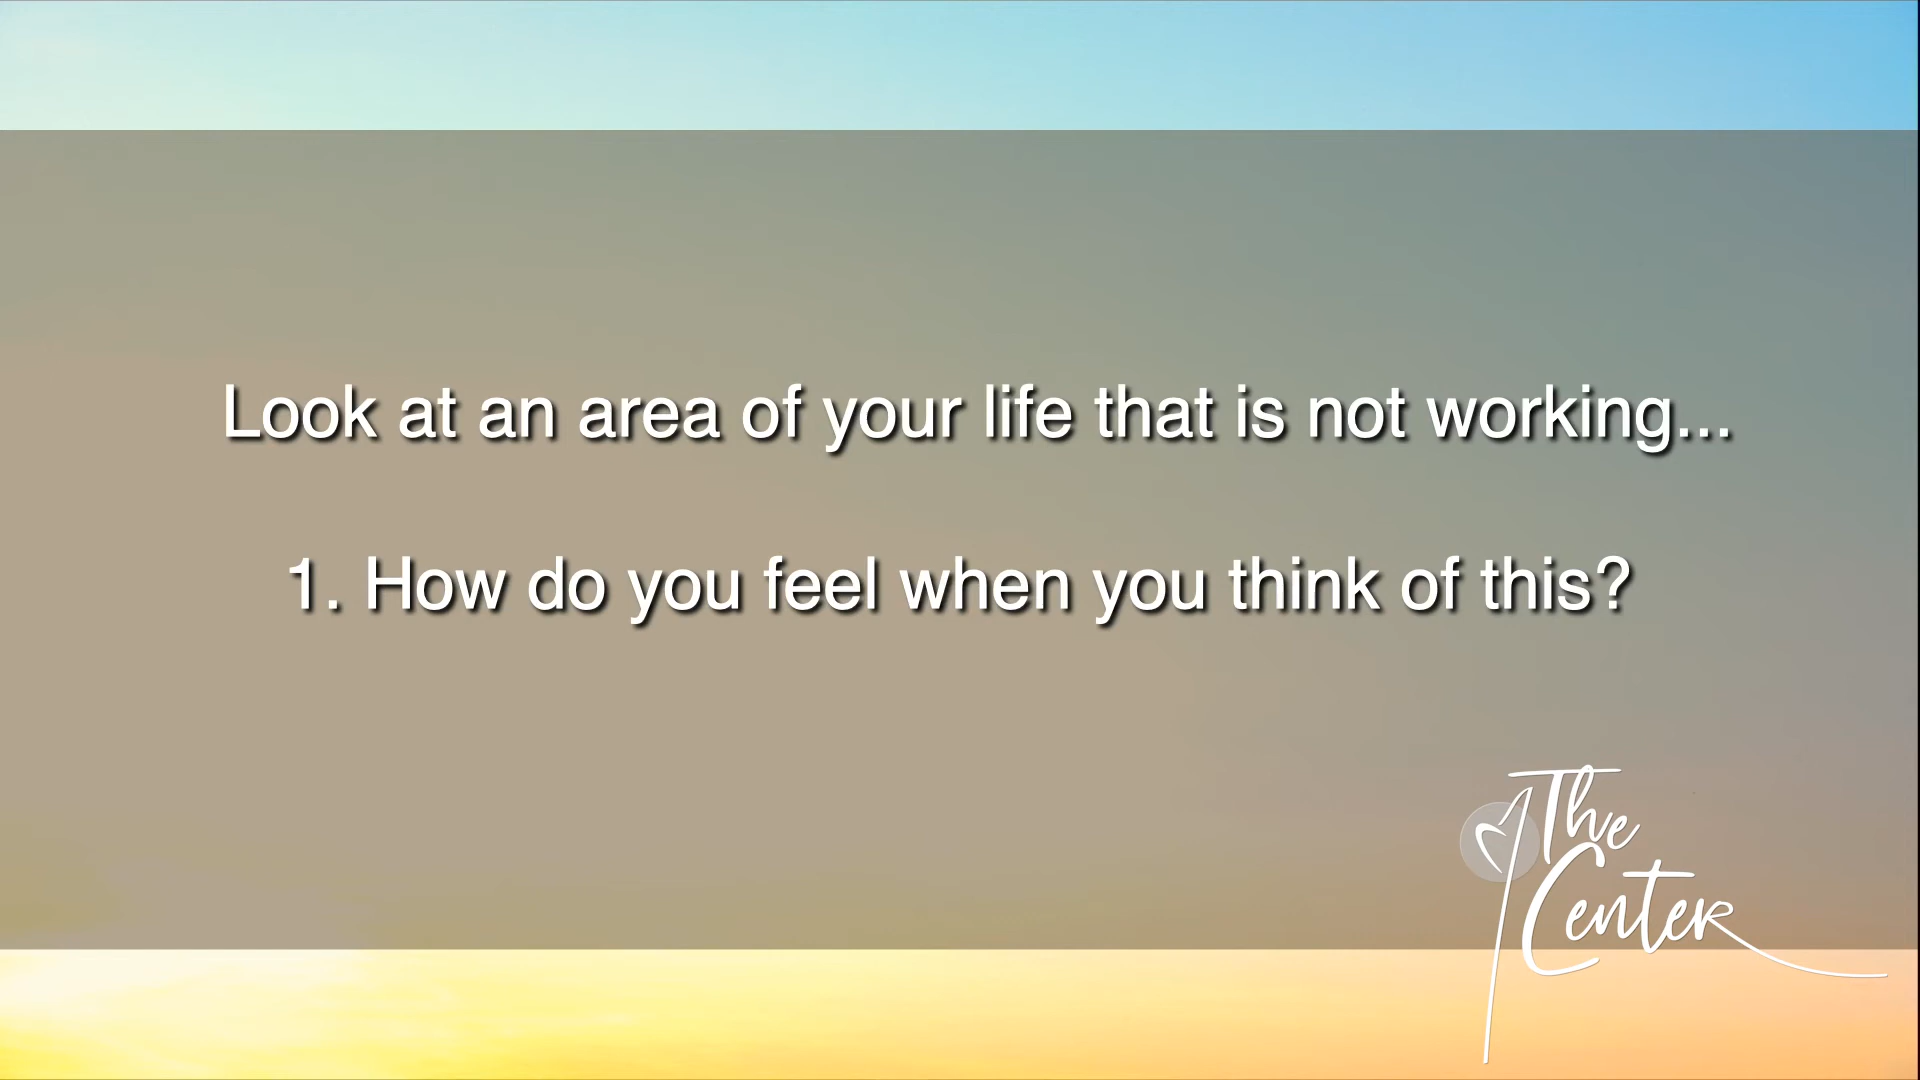 Look at an area of your life that is not working...
1. How do you feel when you think of this?
The
Center